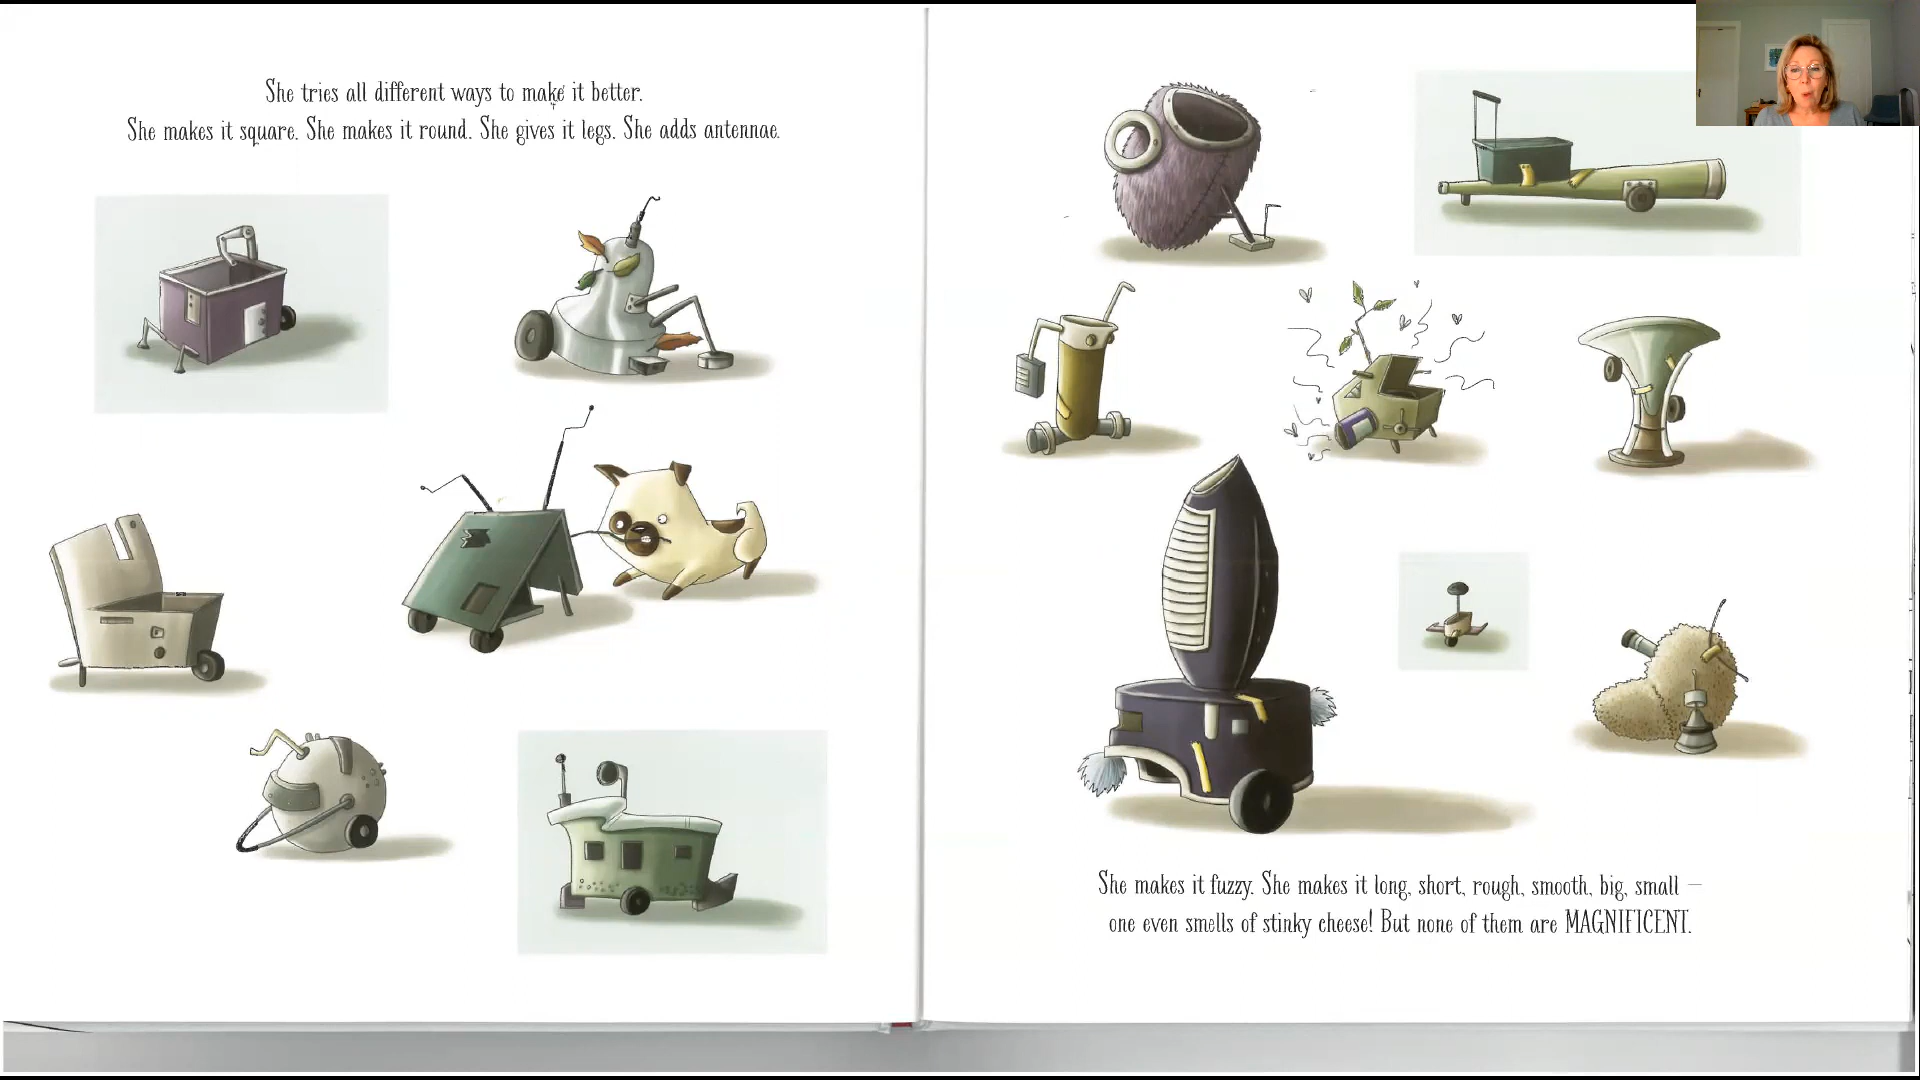 She tries all different ways to make it better.
She makes it square. She makes it round. She gives it legs. She adds antennae.
She makes it fuzzy. She makes it long, short, rough, smooth, big, small —
one even smells of stinky cheese! But none of them are MAGNIFICENT.